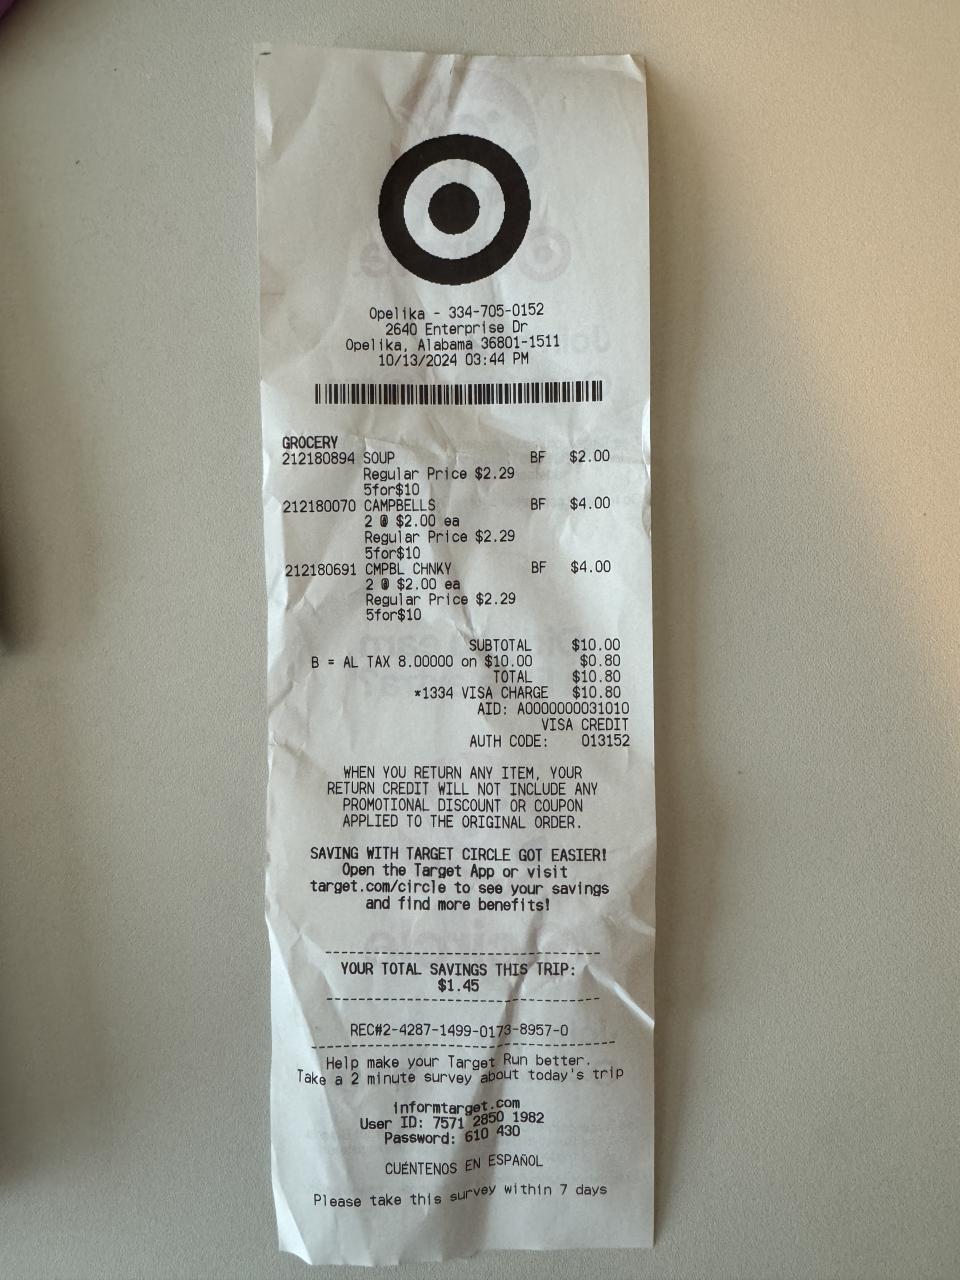 Opelika - 334-705-0152
2640 Enterprise Dr
Opelika, Alabama 36801-1511
10/13/2024 03:44 PM
GROCERY
212180894 SOUP BF $2.00
Regular Price $2.29
5for$10
212180070 CAMPBELLS BF $4.00
2 @ $2.00 ea
Regular Price $2.29
5for$10
212180691 CMPBL CHNKY BF $4.00
2 @ $2.00 ea
Regular Price $2.29
5for$10
SUBTOTAL $10.00
B = AL TAX 8.00000 on $10.00 $0.80
TOTAL $10.80
*1334 VISA CHARGE $10.80
AID: A0000000031010
VISA CREDIT
AUTH CODE: 013152
WHEN YOU RETURN ANY ITEM, YOUR
RETURN CREDIT WILL NOT INCLUDE ANY
PROMOTIONAL DISCOUNT OR COUPON
APPLIED TO THE ORIGINAL ORDER.
SAVING WITH TARGET CIRCLE GOT EASIER!
Open the Target App or visit
target.com/circle to see your savings
and find more benefits!
YOUR TOTAL SAVINGS THIS TRIP:
$1.45
REC#2-4287-1499-0173-8957-0
Help make your Target Run better.
Take a 2 minute survey about today's trip
informtarget.com
User ID: 7571 2850 1982
Password: 610 430
CUÉNTENOS EN ESPAÑOL
Please take this survey within 7 days